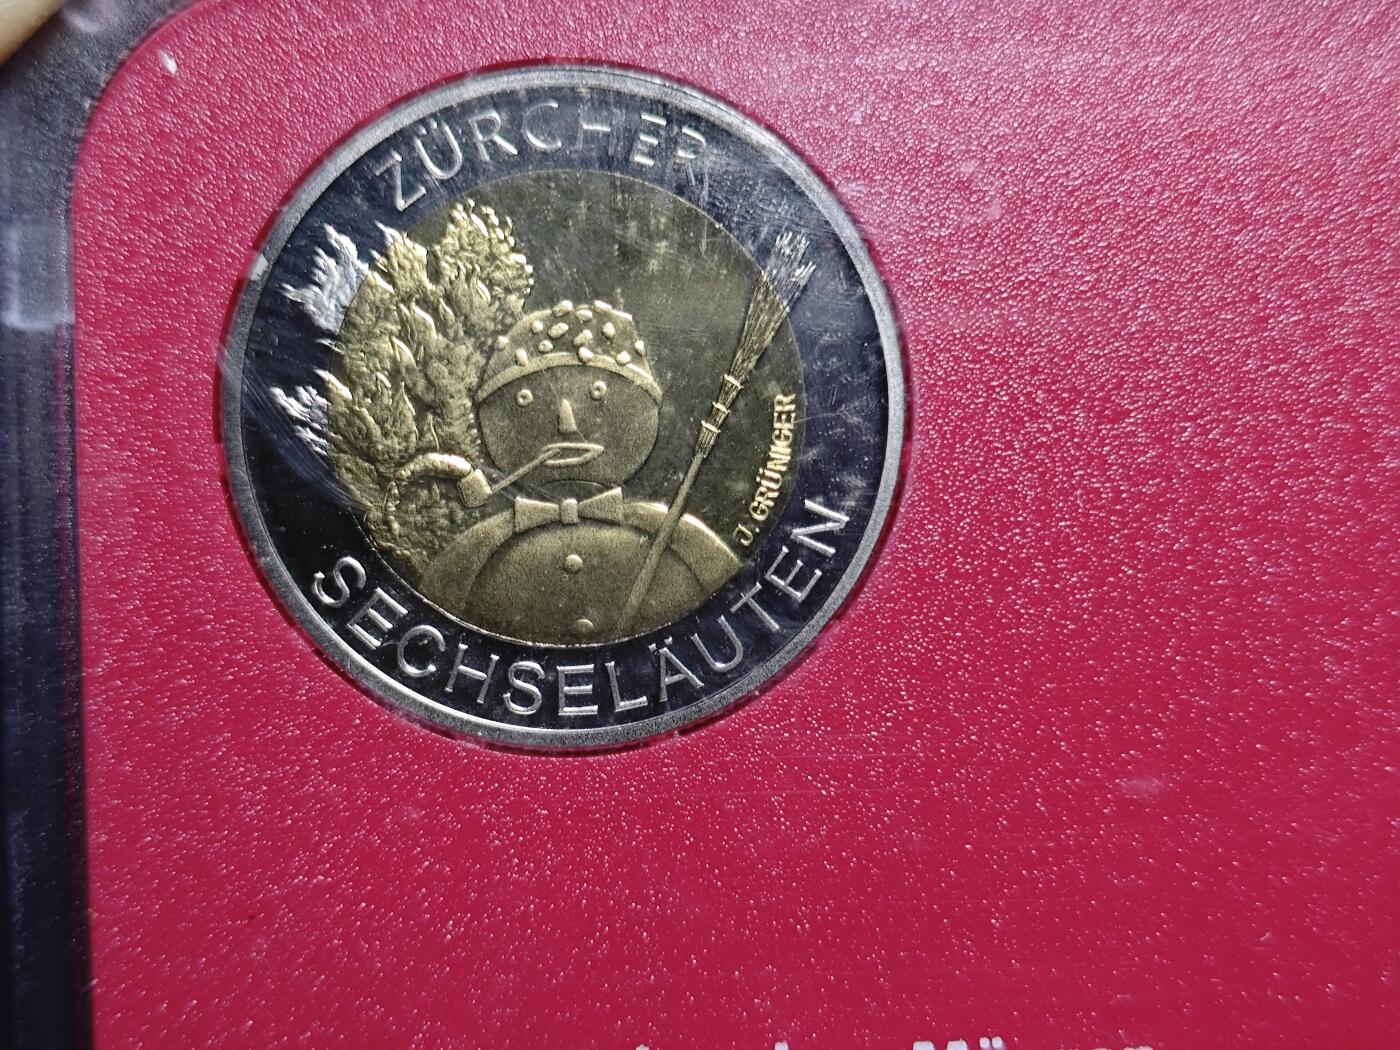 ZÜRCHER
J. GRÜNIGER
SECHSELÄUTEN